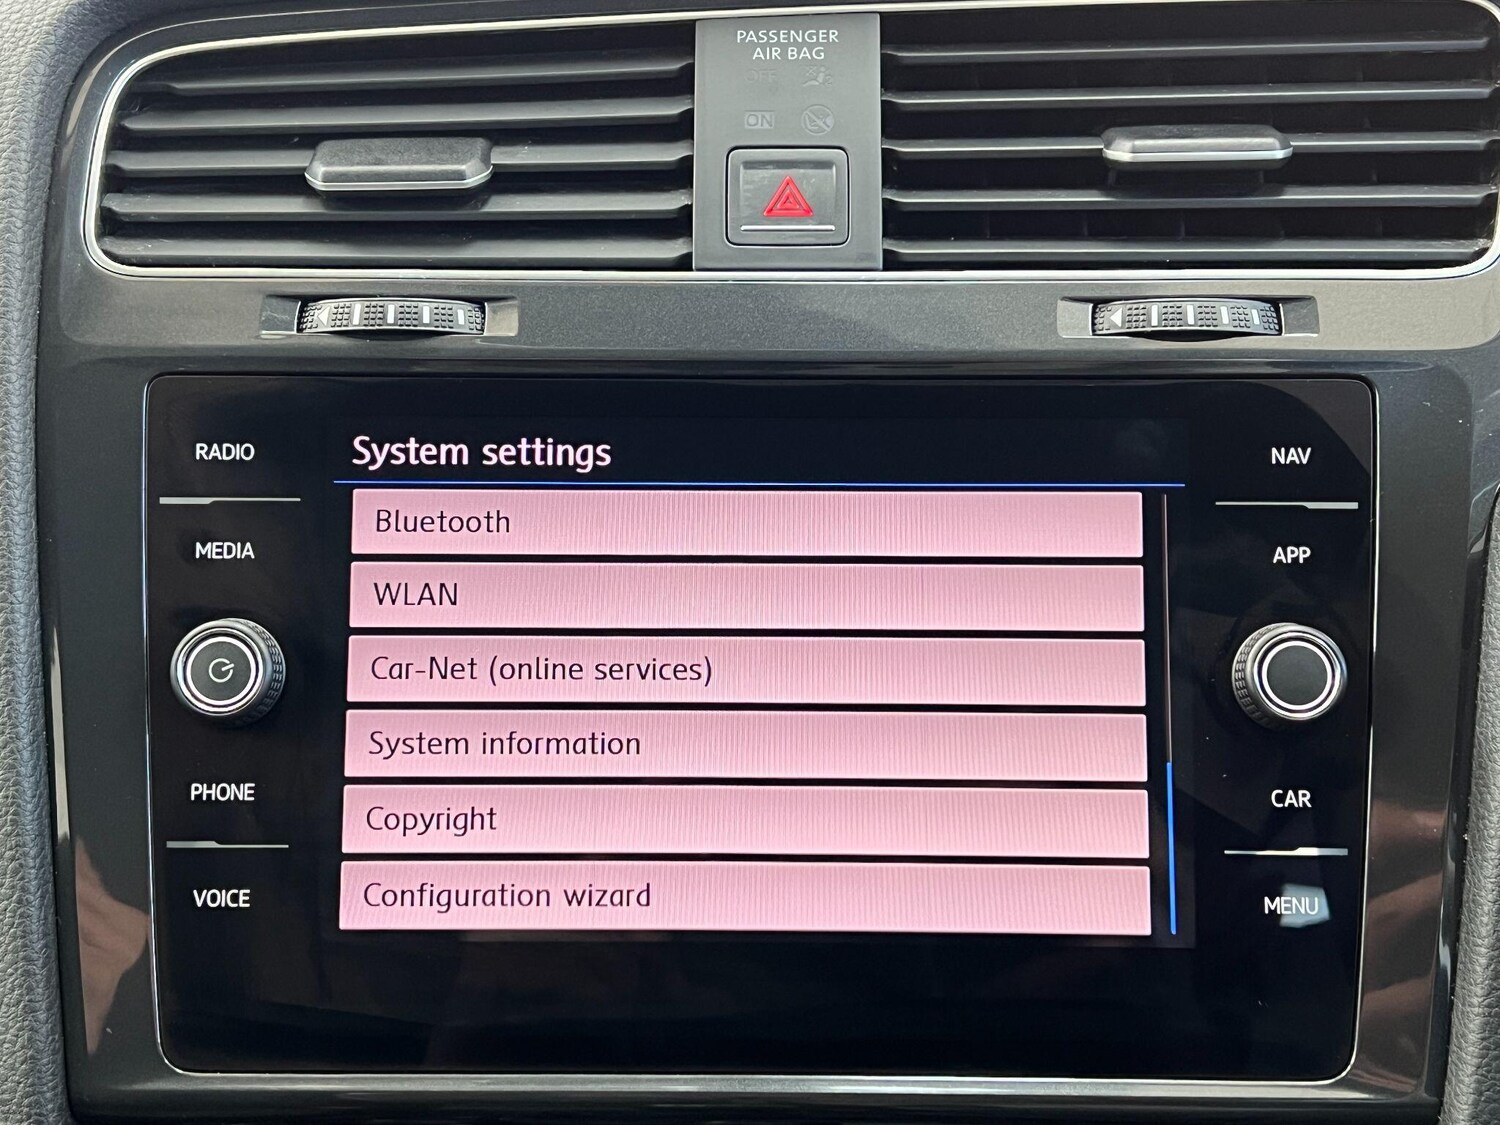 PASSENGER
AIR BAG
OFF
ON
RADIO
MEDIA
PHONE
VOICE
System settings
Bluetooth
WLAN
Car-Net (online services)
System information
Copyright
Configuration wizard
NAV
APP
CAR
MENU